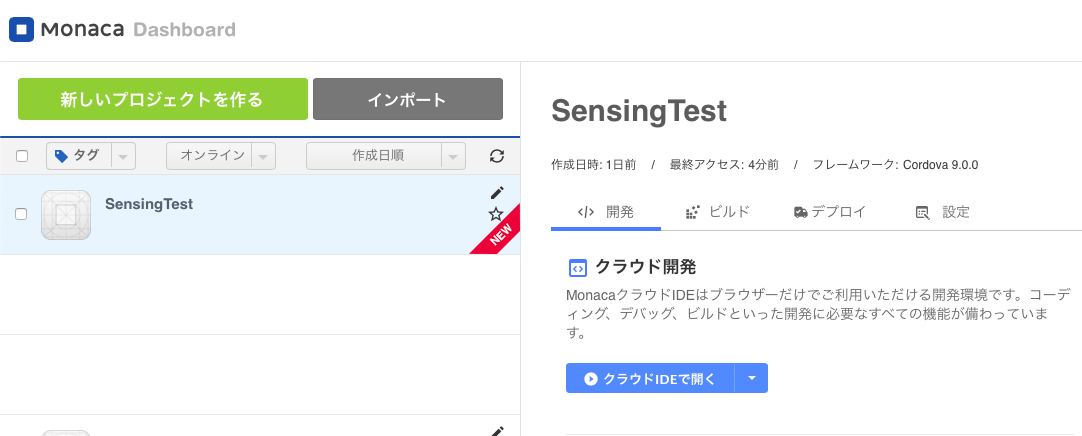 Monaca Dashboard
新しいプロジェクトを作る
インポート
タグ
オンライン
作成日順
SensingTest
NEW
SensingTest
作成日時: 1日前 / 最終アクセス: 4分前 / フレームワーク: Cordova 9.0.0
開発
ビルド
デプロイ
設定
クラウド開発
MonacaクラウドIDEはブラウザーだけでご利用いただける開発環境です。コーデ
ィング、デバッグ、ビルドといった開発に必要なすべての機能が備わっていま
す。
クラウドIDEで開く